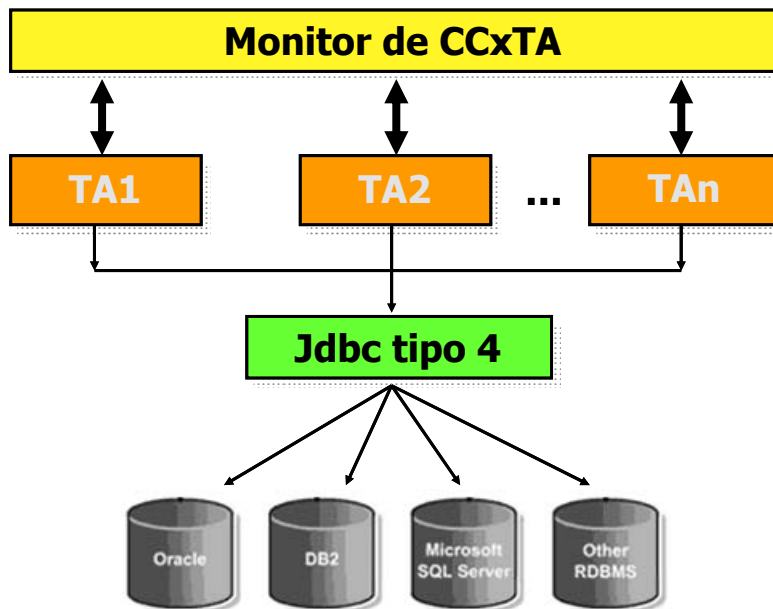 Monitor de CCxTA
TA1
TA2
...
TAn
Jdbc tipo 4
Oracle
DB2
Microsoft
SQL Server
Other
RDBMS